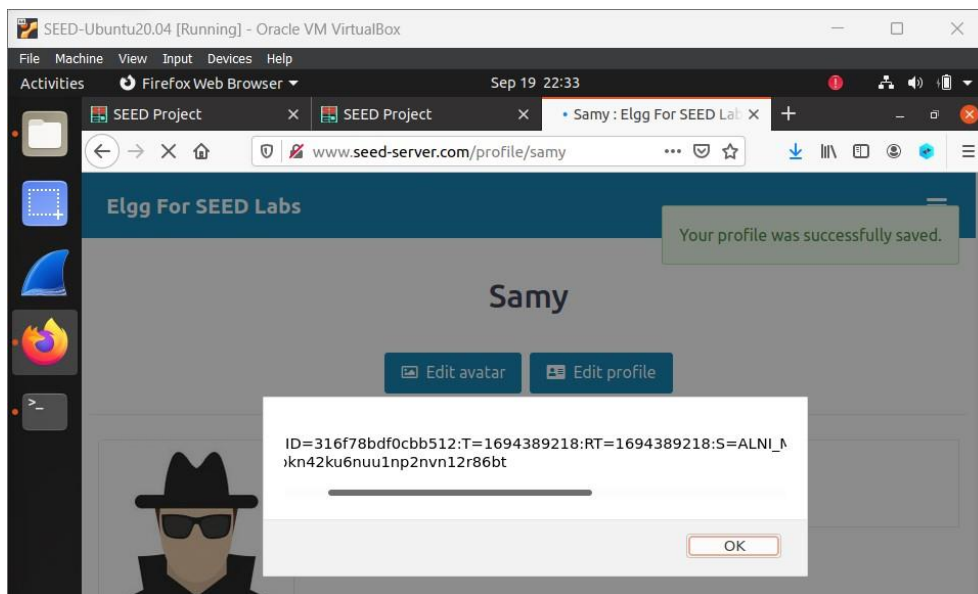 SEED-Ubuntu20.04 [Running] - Oracle VM VirtualBox
File Machine View Input Devices Help
Activities Firefox Web Browser Sep 19 22:33
SEED Project SEED Project • Samy : Elgg For SEED Lab
www.seed-server.com/profile/samy
Elgg For SEED Labs
Your profile was successfully saved.
Samy
Edit avatar Edit profile
ID=316f78bdf0cbb512:T=1694389218:RT=1694389218:S=ALNI_
kn42ku6nuu1np2nvn12r86bt
OK